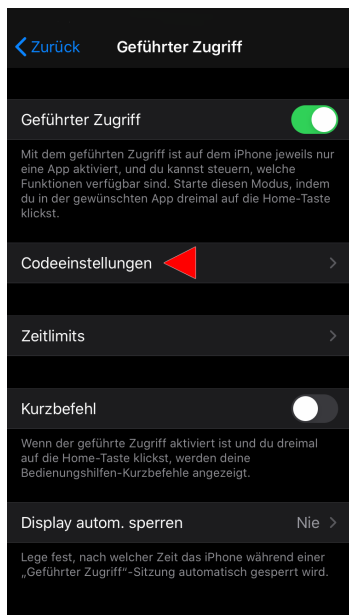 Zurück Geführter Zugriff
Geführter Zugriff
Mit dem geführten Zugriff ist auf dem iPhone jeweils nur
eine App aktiviert, und du kannst steuern, welche
Funktionen verfügbar sind. Starte diesen Modus, indem
du in der gewünschten App dreimal auf die Home-Taste
klickst.
Codeeinstellungen
Zeitlimits
Kurzbefehl
Wenn der geführte Zugriff aktiviert ist und du dreimal
auf die Home-Taste klickst, werden deine
Bedienungshilfen-Kurzbefehle angezeigt.
Display autom. sperren Nie
Lege fest, nach welcher Zeit das iPhone während einer
„Geführter Zugriff“-Sitzung automatisch gesperrt wird.